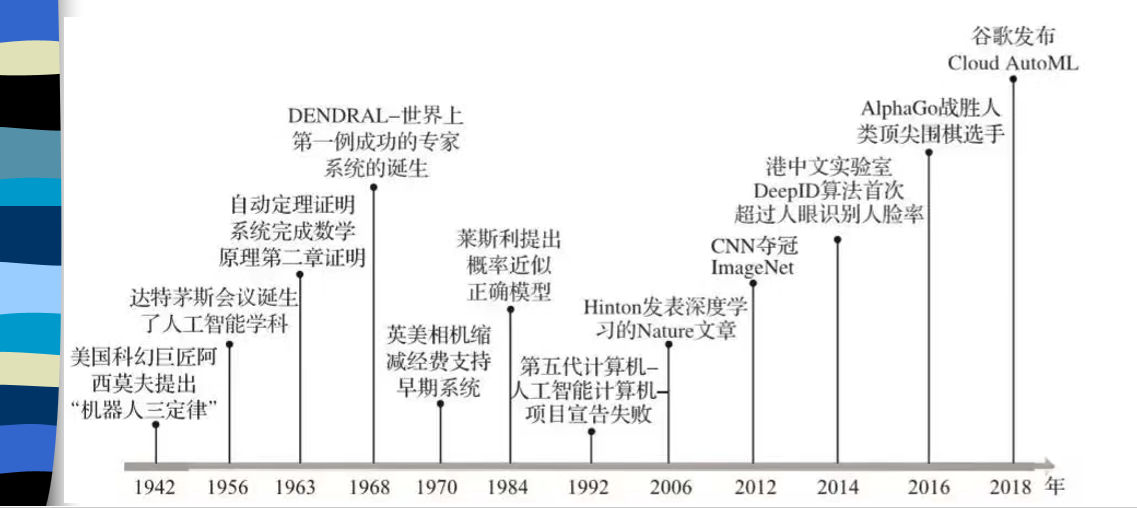 美国科幻巨匠阿
西莫夫提出
“机器人三定律”
达特茅斯会议诞生
了人工智能学科
自动定理证明
系统完成数学
原理第二章证明
DENDRAL–世界上
第一例成功的专家
系统的诞生
英美相机缩
减经费支持
早期系统
莱斯利提出
概率近似
正确模型
第五代计算机–
人工智能计算机–
项目宣告失败
Hinton发表深度学
习的Nature文章
CNN夺冠
ImageNet
港中文实验室
DeepID算法首次
超过人眼识别人脸率
AlphaGo战胜人
类顶尖围棋选手
谷歌发布
Cloud AutoML
1942 1956 1963 1968 1970 1984 1992 2006 2012 2014 2016 2018 年